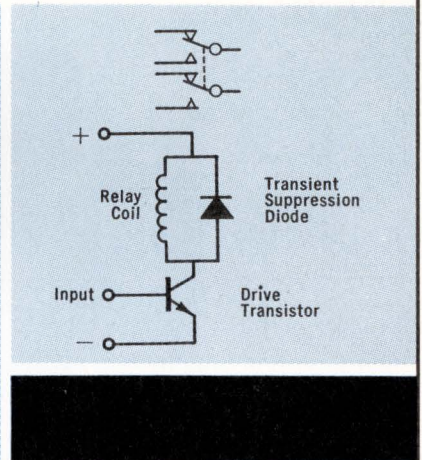 +
Relay
Coil
Transient
Suppression
Diode
Input
Drive
Transistor
−